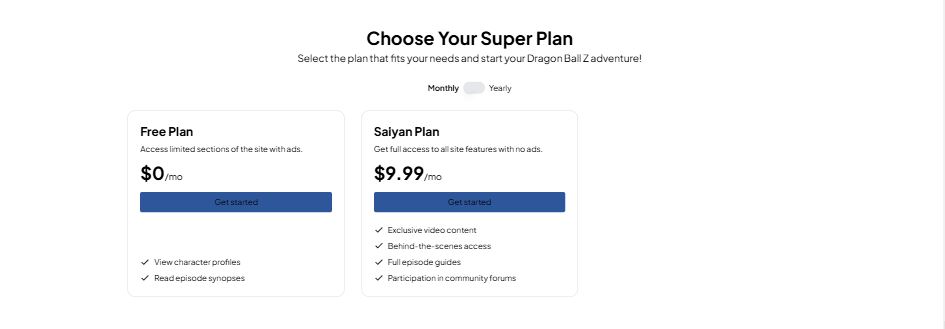 Choose Your Super Plan
Select the plan that fits your needs and start your Dragon Ball Z adventure!
Monthly Yearly
Free Plan
Access limited sections of the site with ads.
$0/mo
Get started
View character profiles
Read episode synopses
Saiyan Plan
Get full access to all site features with no ads.
$9.99/mo
Get started
Exclusive video content
Behind-the-scenes access
Full episode guides
Participation in community forums